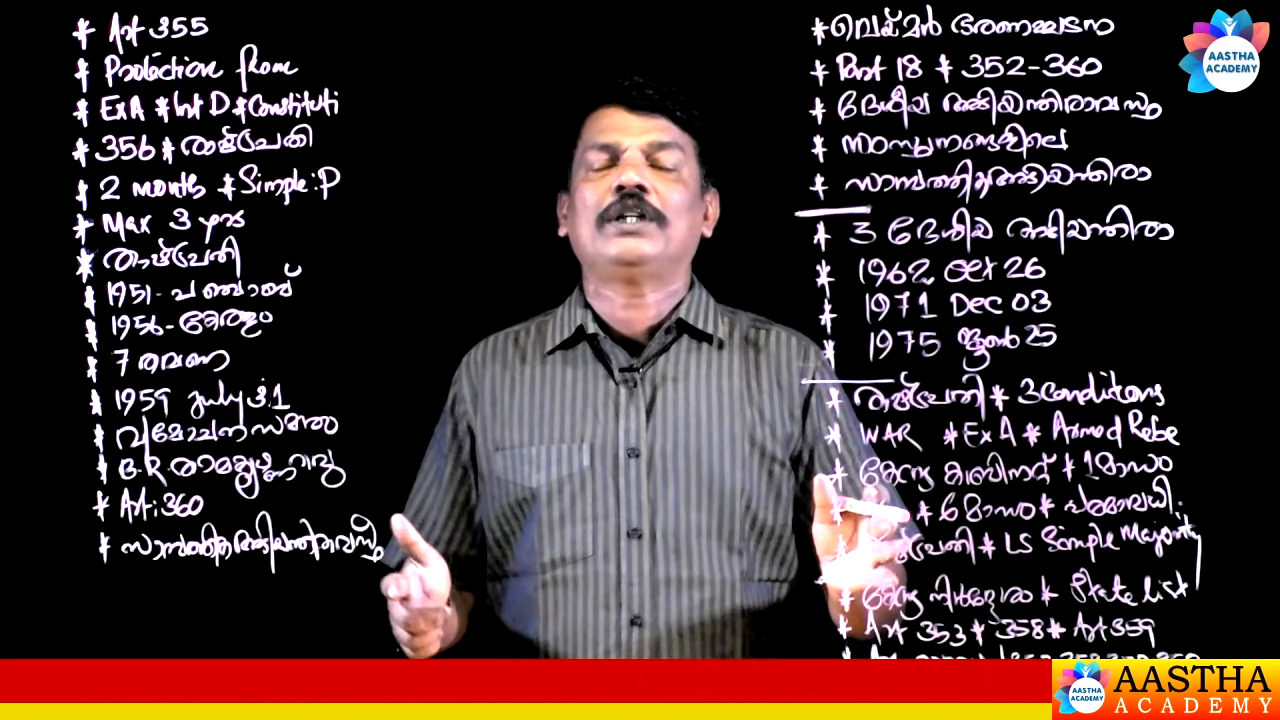 * Art 355
* Protection from
* Ex A * Int D * Constituti
* 356 * രാഷ്ട്രപതി
* 2 months * Simple : P
* Max 3 വർഷം
* രാഷ്ട്രപതി
* 1951 - പഞ്ചാബ്
* 1956 - കേരളം
* 7 തവണ
* 1959 July 31
* വിമോചന സമരം
* B.R. രാമകൃഷ്ണറാവു
* Art: 360
* സാമ്പത്തിക അടിയന്തിരാവസ്ഥ
* വെയ്മർ ഭരണഘടന
* Part 18 * 352-360
* ദേശീയ അടിയന്തിരാവസ്ഥ
* സംസ്ഥാനങ്ങളിലെ
* സാമ്പത്തിക അടിയന്തിരാ
* 3 ദേശീയ അടിയന്തിരാ
* 1962 Oct 26
* 1971 Dec 03
* 1975 ജൂൺ 25
* രാഷ്ട്രപതി * 3 Conditions
* WAR * Ex A * Armed Rebe
* കേന്ദ്ര ക്യാബിനറ്റ് * 1 മാസം
* 6 മാസം * പരമാവധി.
* LS Simple Majority
* കേന്ദ്ര നിർദ്ദേശം * State list
* Art 353 * 358 * Art 359
AASTHA
ACADEMY
AASTHA
ACADEMY